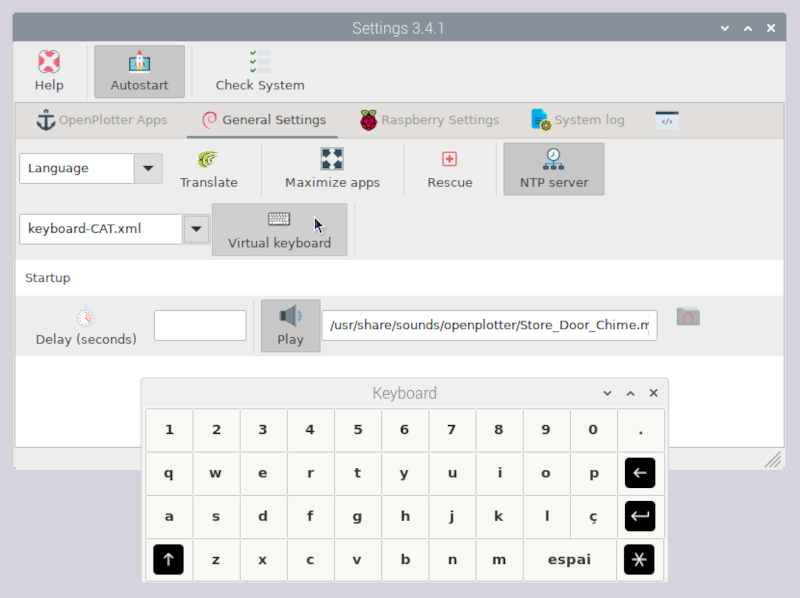 Settings 3.4.1
Help Autostart Check System
OpenPlotter Apps General Settings Raspberry Settings System log </>
Language Translate Maximize apps Rescue NTP server
keyboard-CAT.xml Virtual keyboard
Startup
Delay (seconds) Play /usr/share/sounds/openplotter/Store_Door_Chime.m
Keyboard
1 2 3 4 5 6 7 8 9 0 .
q w e r t y u i o p ←
a s d f g h j k l ç ↵
↑ z x c v b n m espai *